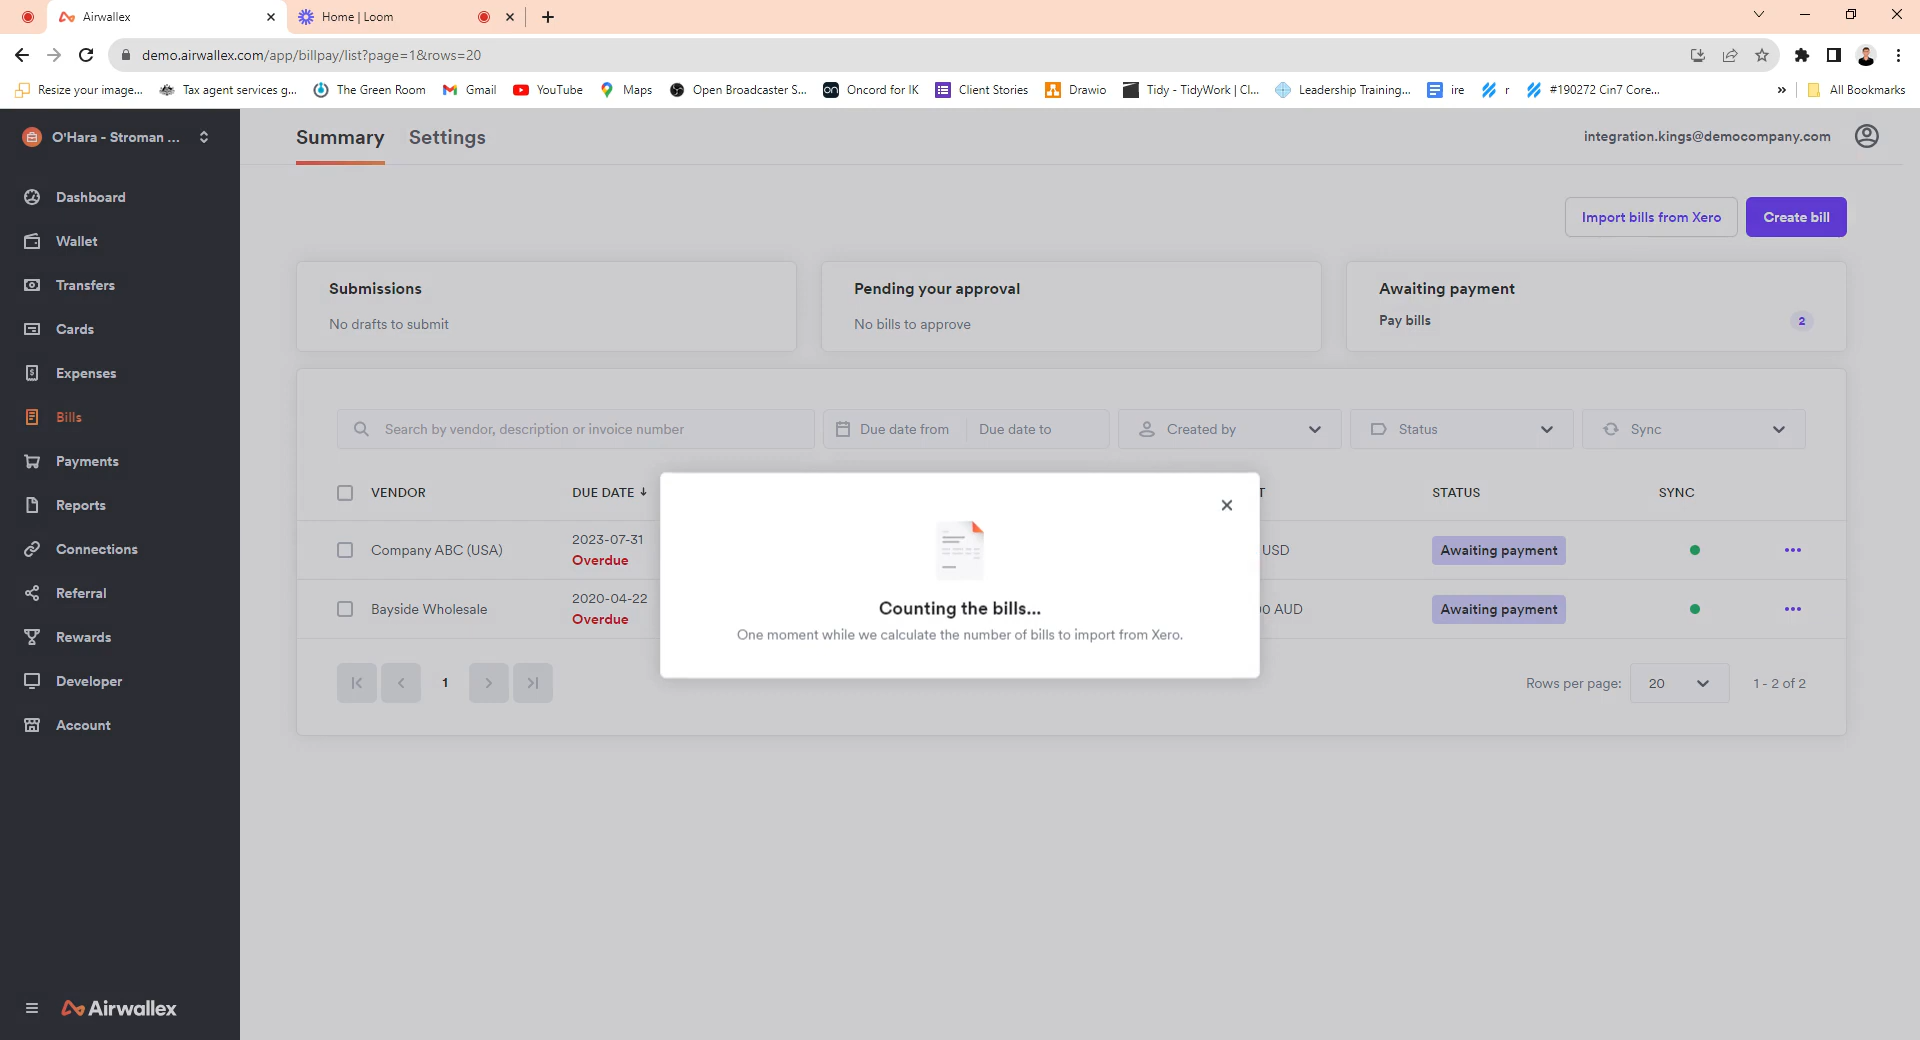 Airwallex
Home | Loom
demo.airwallex.com/app/billpay/list?page=1&rows=20
Resize your image...
Tax agent services g...
The Green Room
Gmail
YouTube
Maps
Open Broadcaster S...
on
Oncord for IK
Client Stories
Drawio
Tidy - TidyWork | Cl...
Leadership Training...
ire
r
#190272 Cin7 Core...
»
All Bookmarks
O'Hara - Stroman ...
Summary
Settings
integration.kings@democompany.com
Dashboard
Wallet
Transfers
Cards
Expenses
Bills
Payments
Reports
Connections
Referral
Rewards
Developer
Account
Airwallex
Import bills from Xero
Create bill
Submissions
No drafts to submit
Pending your approval
No bills to approve
Awaiting payment
Pay bills
2
Search by vendor, description or invoice number
Due date from
Due date to
Created by
Status
Sync
VENDOR
DUE DATE ↓
T
STATUS
SYNC
Company ABC (USA)
2023-07-31
Overdue
USD
Awaiting payment
Bayside Wholesale
2020-04-22
Overdue
00 AUD
Awaiting payment
Counting the bills...
One moment while we calculate the number of bills to import from Xero.
1
Rows per page:
20
1 - 2 of 2